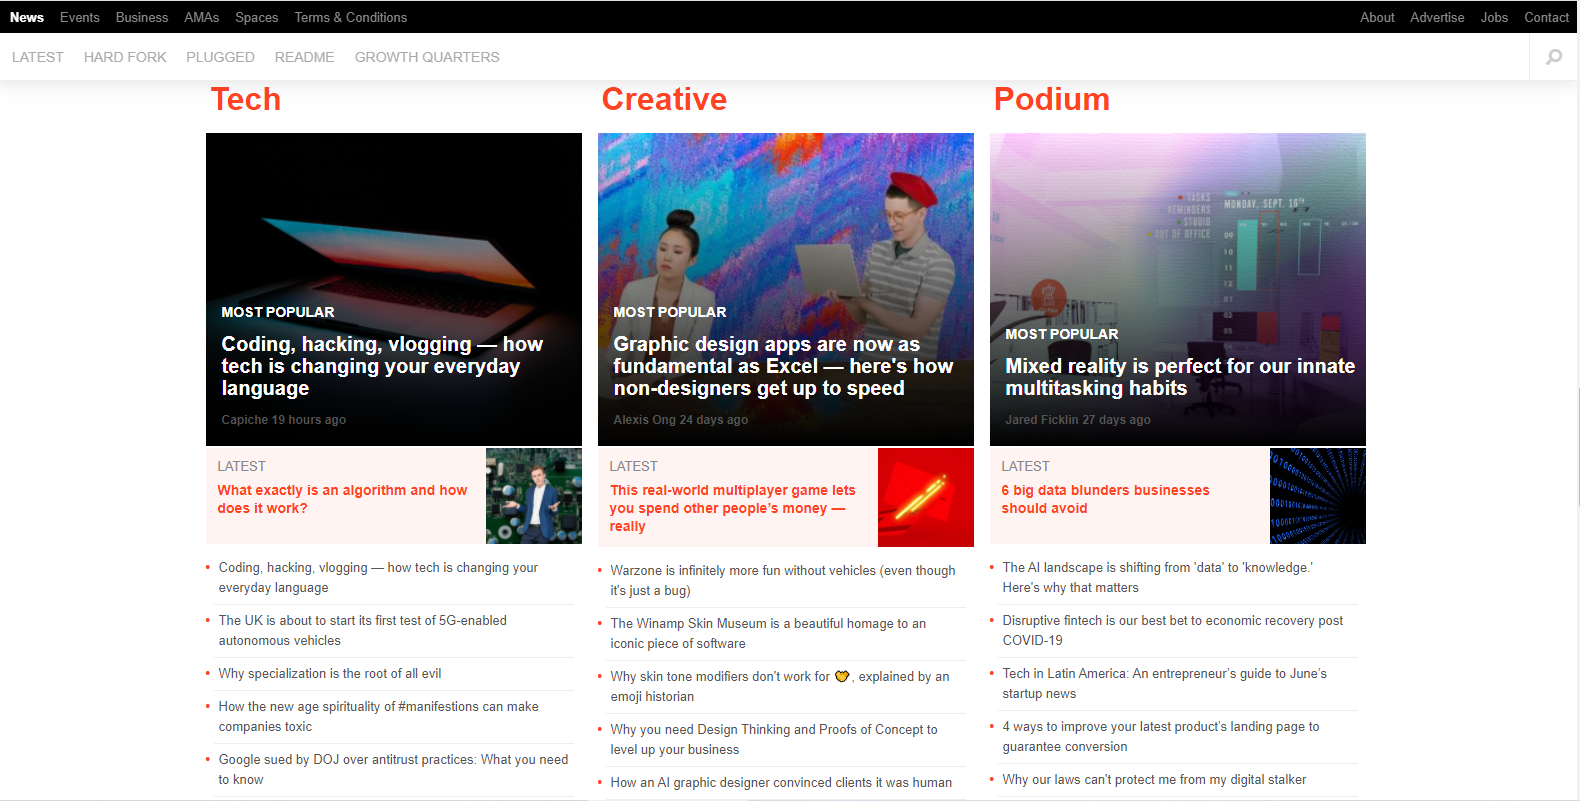 News Events Business AMAs Spaces Terms & Conditions About Advertise Jobs Contact
LATEST HARD FORK PLUGGED README GROWTH QUARTERS
Tech
MOST POPULAR
Coding, hacking, vlogging — how
tech is changing your everyday
language
Capiche 19 hours ago
LATEST
What exactly is an algorithm and how
does it work?
Coding, hacking, vlogging — how tech is changing your
everyday language
The UK is about to start its first test of 5G-enabled
autonomous vehicles
Why specialization is the root of all evil
How the new age spirituality of #manifestions can make
companies toxic
Google sued by DOJ over antitrust practices: What you need
to know
Creative
MOST POPULAR
Graphic design apps are now as
fundamental as Excel — here's how
non-designers get up to speed
Alexis Ong 24 days ago
LATEST
This real-world multiplayer game lets
you spend other people’s money —
really
Warzone is infinitely more fun without vehicles (even though
it's just a bug)
The Winamp Skin Museum is a beautiful homage to an
iconic piece of software
Why skin tone modifiers don't work for 🤝, explained by an
emoji historian
Why you need Design Thinking and Proofs of Concept to
level up your business
How an AI graphic designer convinced clients it was human
Podium
TASKS
REMINDERS
STUDIO
OUT OF OFFICE
MONDAY, SEPT. 16th
09
10
11
12
01
02
03
MOST POPULAR
Mixed reality is perfect for our innate
multitasking habits
Jared Ficklin 27 days ago
LATEST
6 big data blunders businesses
should avoid
The AI landscape is shifting from 'data' to 'knowledge.'
Here's why that matters
Disruptive fintech is our best bet to economic recovery post
COVID-19
Tech in Latin America: An entrepreneur’s guide to June’s
startup news
4 ways to improve your latest product’s landing page to
guarantee conversion
Why our laws can't protect me from my digital stalker